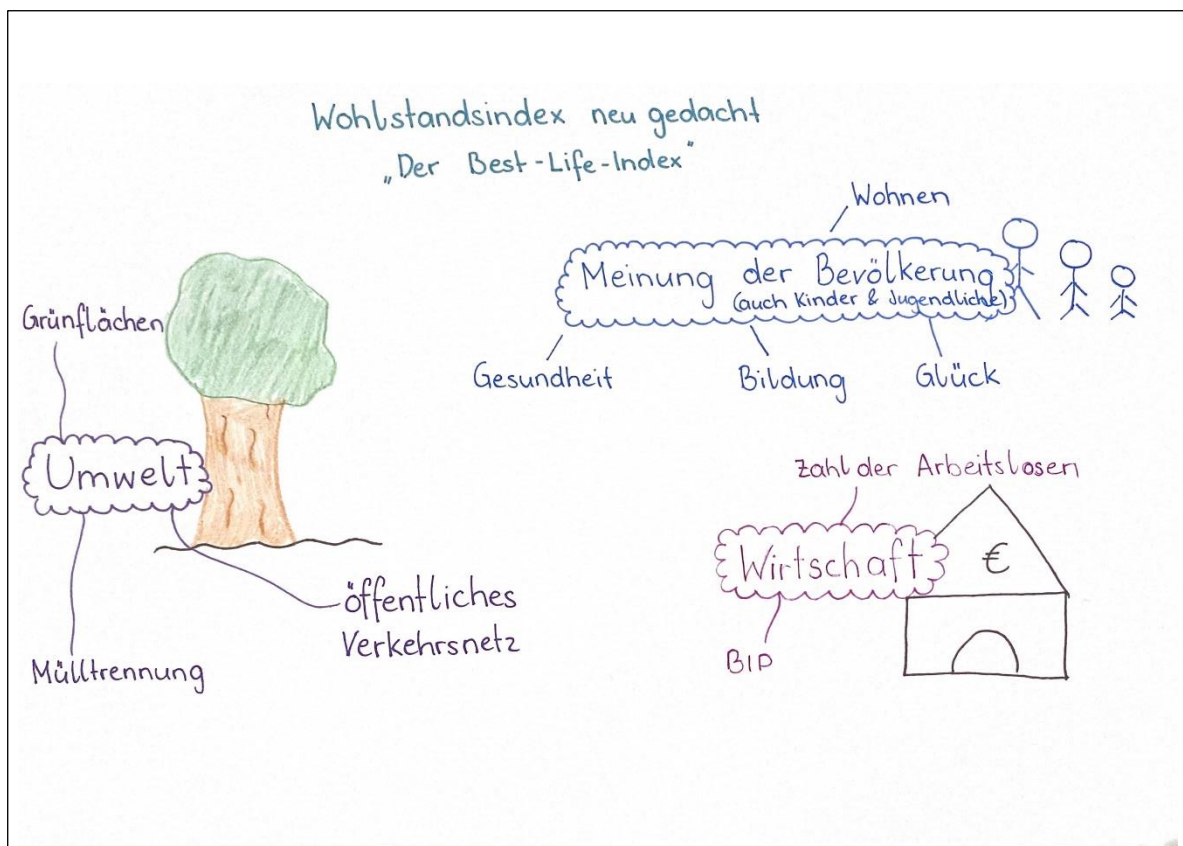 Wohlstandsindex neu gedacht
„Der Best-Life-Index"
Wohnen
Meinung der Bevölkerung
(auch Kinder & Jugendliche)
Gesundheit
Bildung
Glück
Grünflächen
Umwelt
Mülltrennung
öffentliches
Verkehrsnetz
Zahl der Arbeitslosen
Wirtschaft
€
BIP